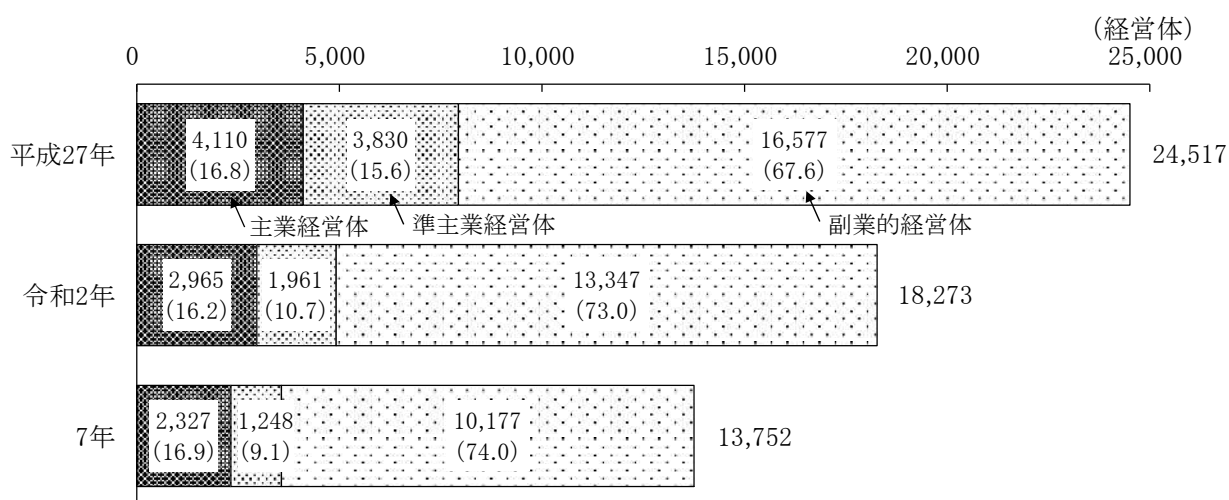 (経営体)
0 5,000 10,000 15,000 20,000 25,000
平成27年 4,110 3,830 16,577 24,517
(16.8) (15.6) (67.6)
主業経営体 準主業経営体 副業的経営体
令和2年 2,965 1,961 13,347 18,273
(16.2) (10.7) (73.0)
7年 2,327 1,248 10,177 13,752
(16.9) (9.1) (74.0)